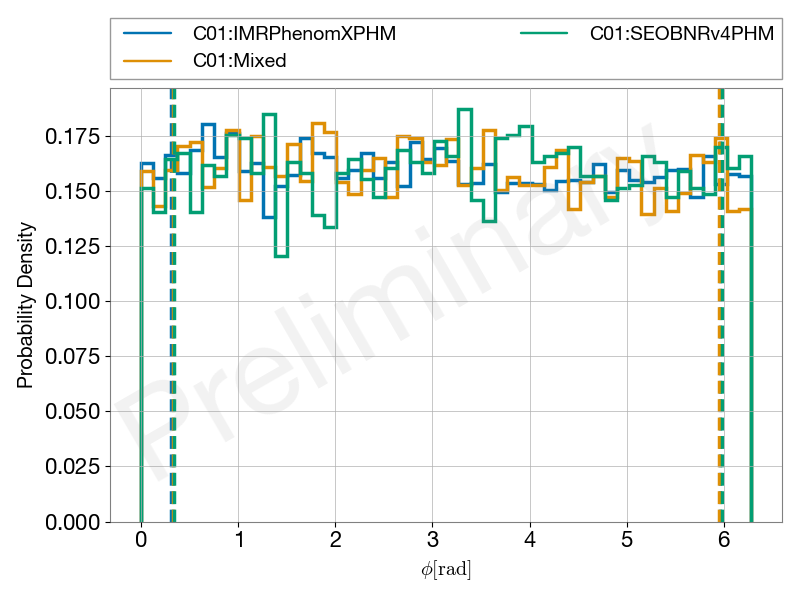 C01:IMRPhenomXPHM
C01:Mixed
C01:SEOBNRv4PHM
Probability Density
0.175
0.150
0.125
0.100
0.075
0.050
0.025
0.000
0 1 2 3 4 5 6
ϕ[rad]
Preliminary